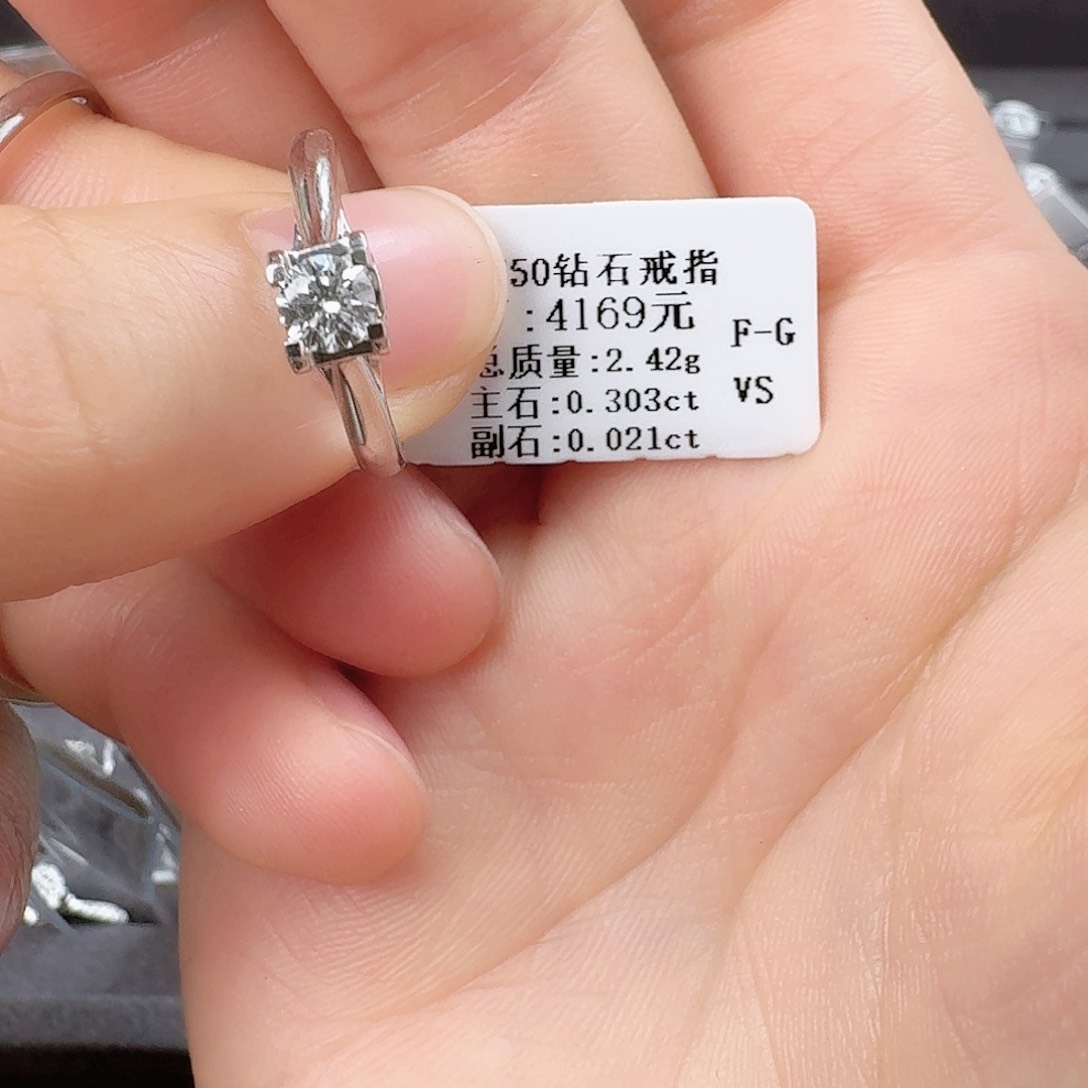 50钻石戒指
:4169元
总质量:2.42g
主石:0.303ct
副石:0.021ct
F-G
VS